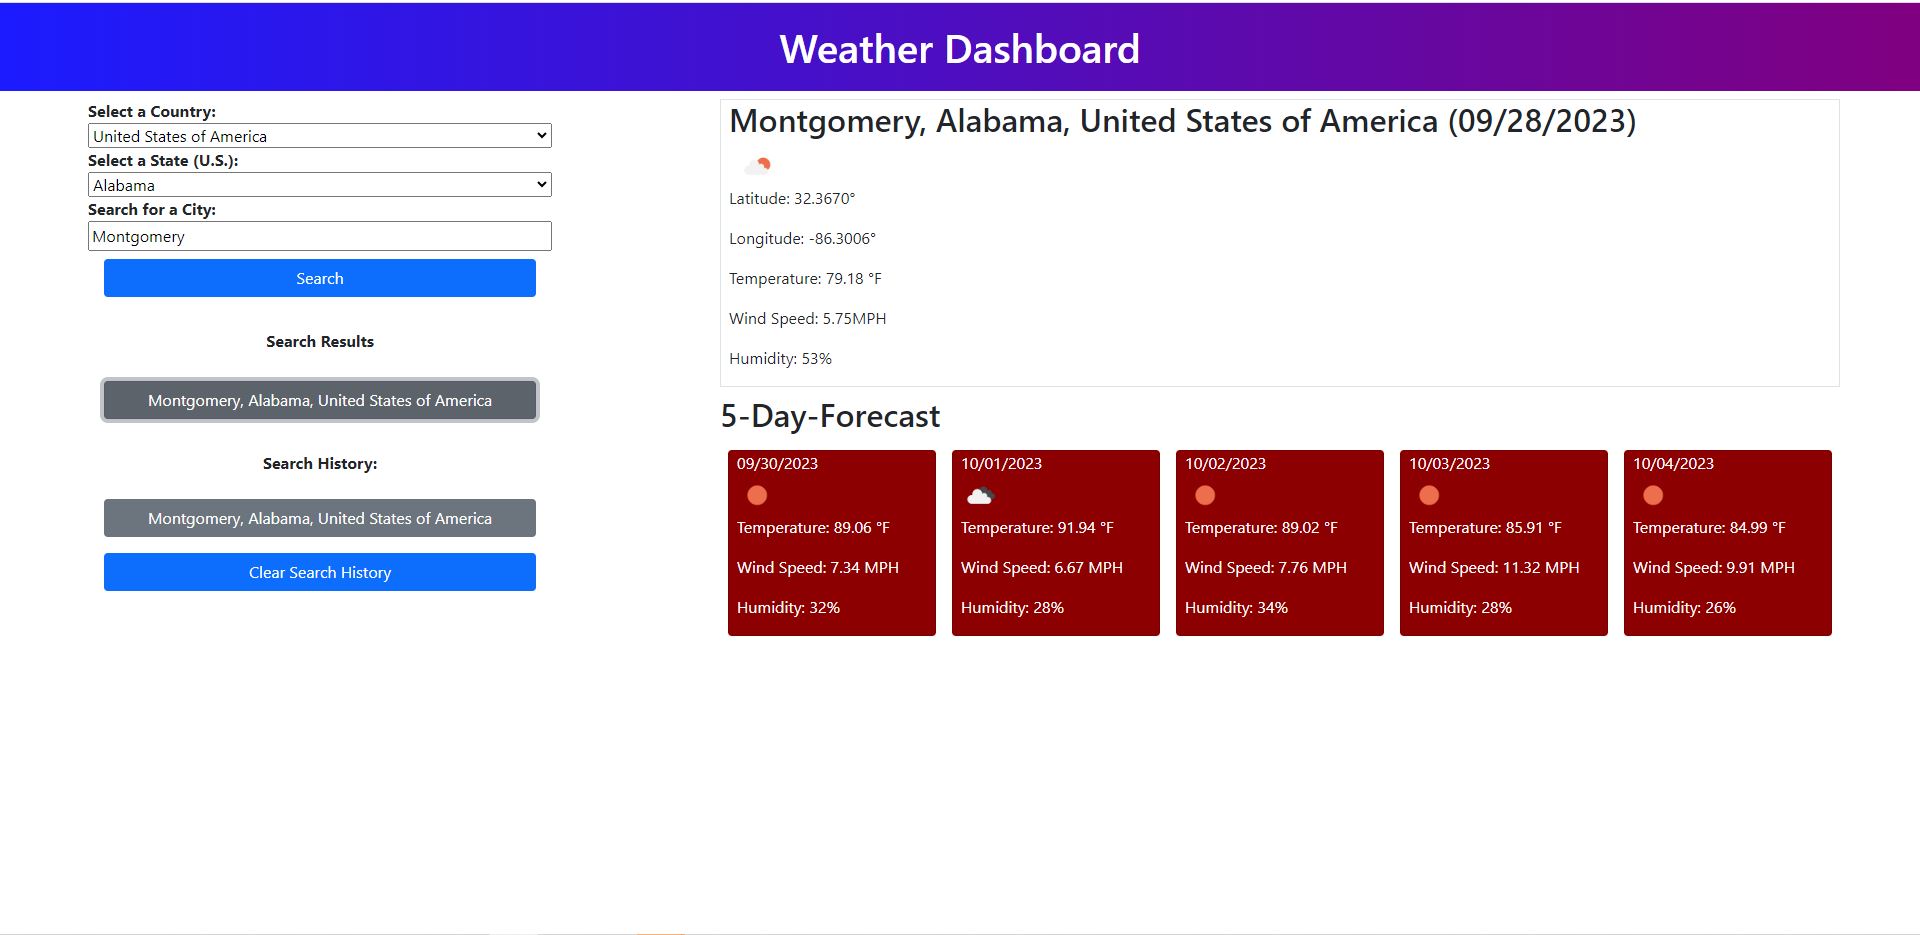 Weather Dashboard
Select a Country:
United States of America
Select a State (U.S.):
Alabama
Search for a City:
Montgomery
Search
Search Results
Montgomery, Alabama, United States of America
Search History:
Montgomery, Alabama, United States of America
Clear Search History
Montgomery, Alabama, United States of America (09/28/2023)
Latitude: 32.3670°
Longitude: -86.3006°
Temperature: 79.18 °F
Wind Speed: 5.75MPH
Humidity: 53%
5-Day-Forecast
09/30/2023
Temperature: 89.06 °F
Wind Speed: 7.34 MPH
Humidity: 32%
10/01/2023
Temperature: 91.94 °F
Wind Speed: 6.67 MPH
Humidity: 28%
10/02/2023
Temperature: 89.02 °F
Wind Speed: 7.76 MPH
Humidity: 34%
10/03/2023
Temperature: 85.91 °F
Wind Speed: 11.32 MPH
Humidity: 28%
10/04/2023
Temperature: 84.99 °F
Wind Speed: 9.91 MPH
Humidity: 26%